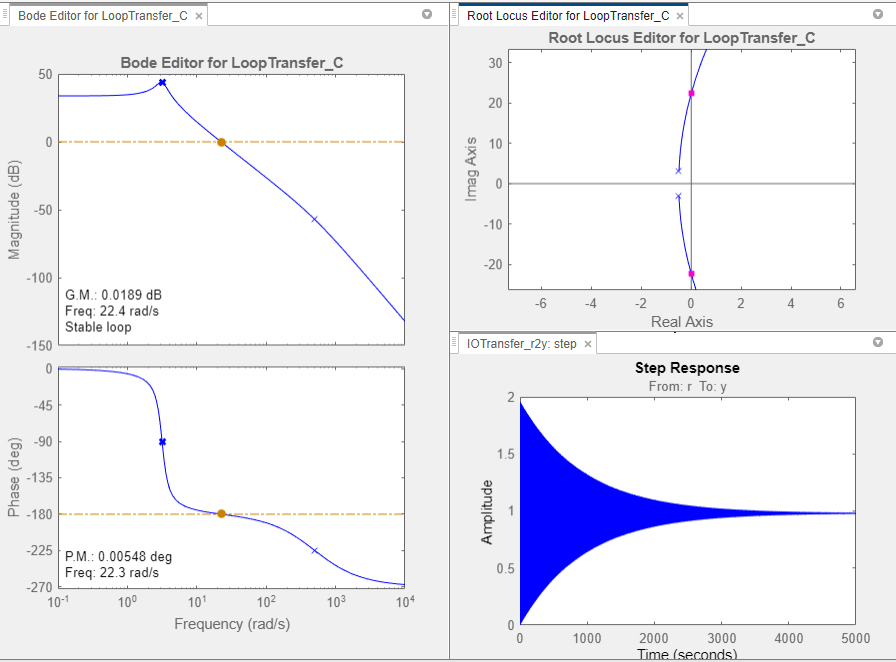 Bode Editor for LoopTransfer_C ×
Bode Editor for LoopTransfer_C
50
0
-50
-100
-150
Magnitude (dB)
G.M.: 0.0189 dB
Freq: 22.4 rad/s
Stable loop
0
-45
-90
-135
-180
-225
-270
Phase (deg)
P.M.: 0.00548 deg
Freq: 22.3 rad/s
10-1 100 101 102 103 104
Frequency (rad/s)
Root Locus Editor for LoopTransfer_C ×
Root Locus Editor for LoopTransfer_C
30
20
10
0
-10
-20
Imag Axis
-6 -4 -2 0 2 4 6
Real Axis
IOTransfer_r2y: step ×
Step Response
From: r To: y
2
1.5
1
0.5
0
Amplitude
0 1000 2000 3000 4000 5000
Time (seconds)